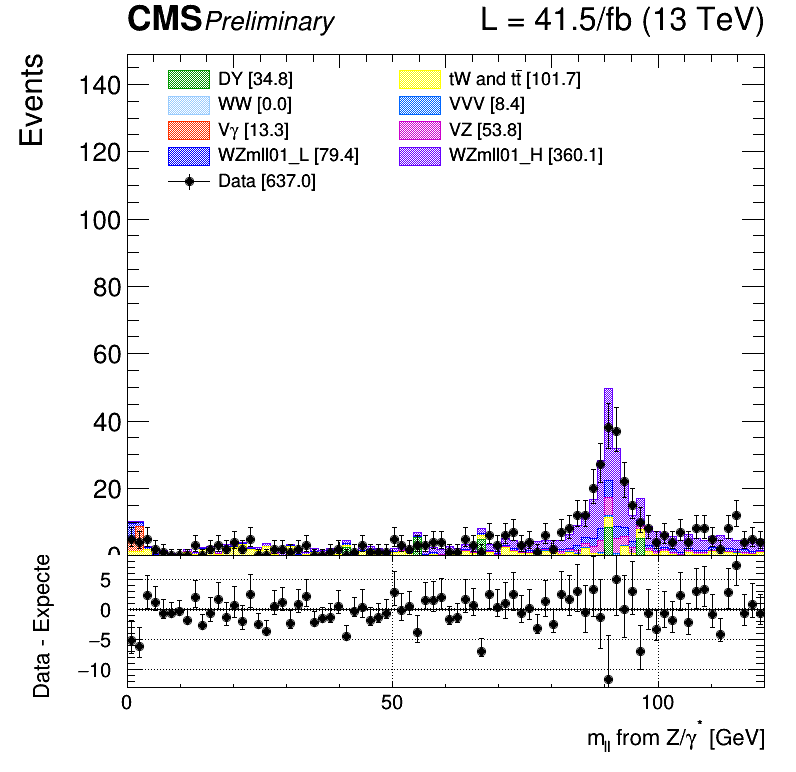 CMS Preliminary L = 41.5/fb (13 TeV)
Events
140
120
100
80
60
40
20
0
DY [34.8]
tW and tt̄ [101.7]
WW [0.0]
VVV [8.4]
Vγ [13.3]
VZ [53.8]
WZmll01_L [79.4]
WZmll01_H [360.1]
Data [637.0]
Data - Expecte
5
0
−5
−10
0 50 100
m_ll from Z/γ* [GeV]